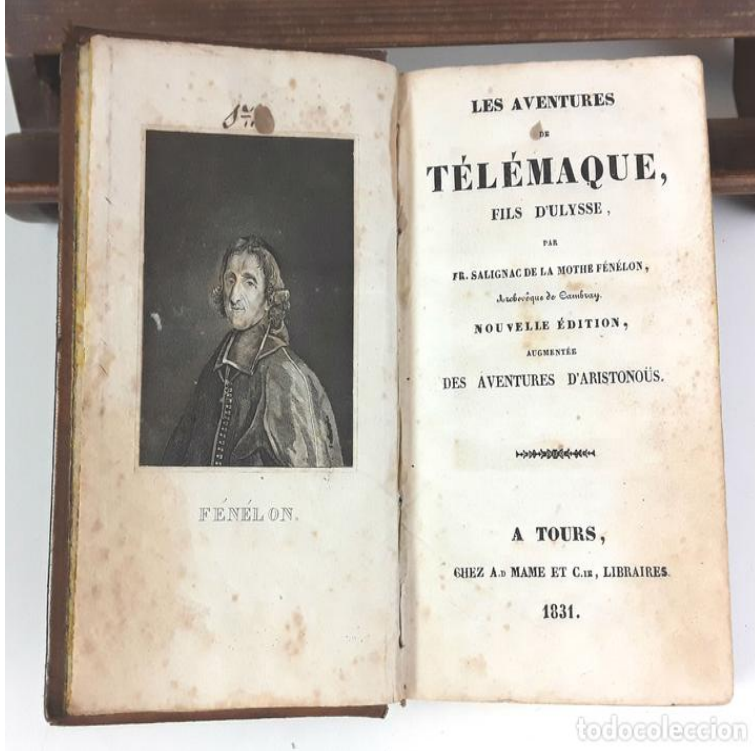 FÉNÉLON.
LES AVENTURES
DE
TÉLÉMAQUE,
FILS D'ULYSSE,
PAR
FR. SALIGNAC DE LA MOTHE FÉNÉLON,
Archevêque de Cambray.
NOUVELLE ÉDITION,
AUGMENTÉE
DES AVENTURES D'ARISTONOÜS.
A TOURS,
CHEZ A.D MAME ET C.IE, LIBRAIRES.
1831.
todocoleccion